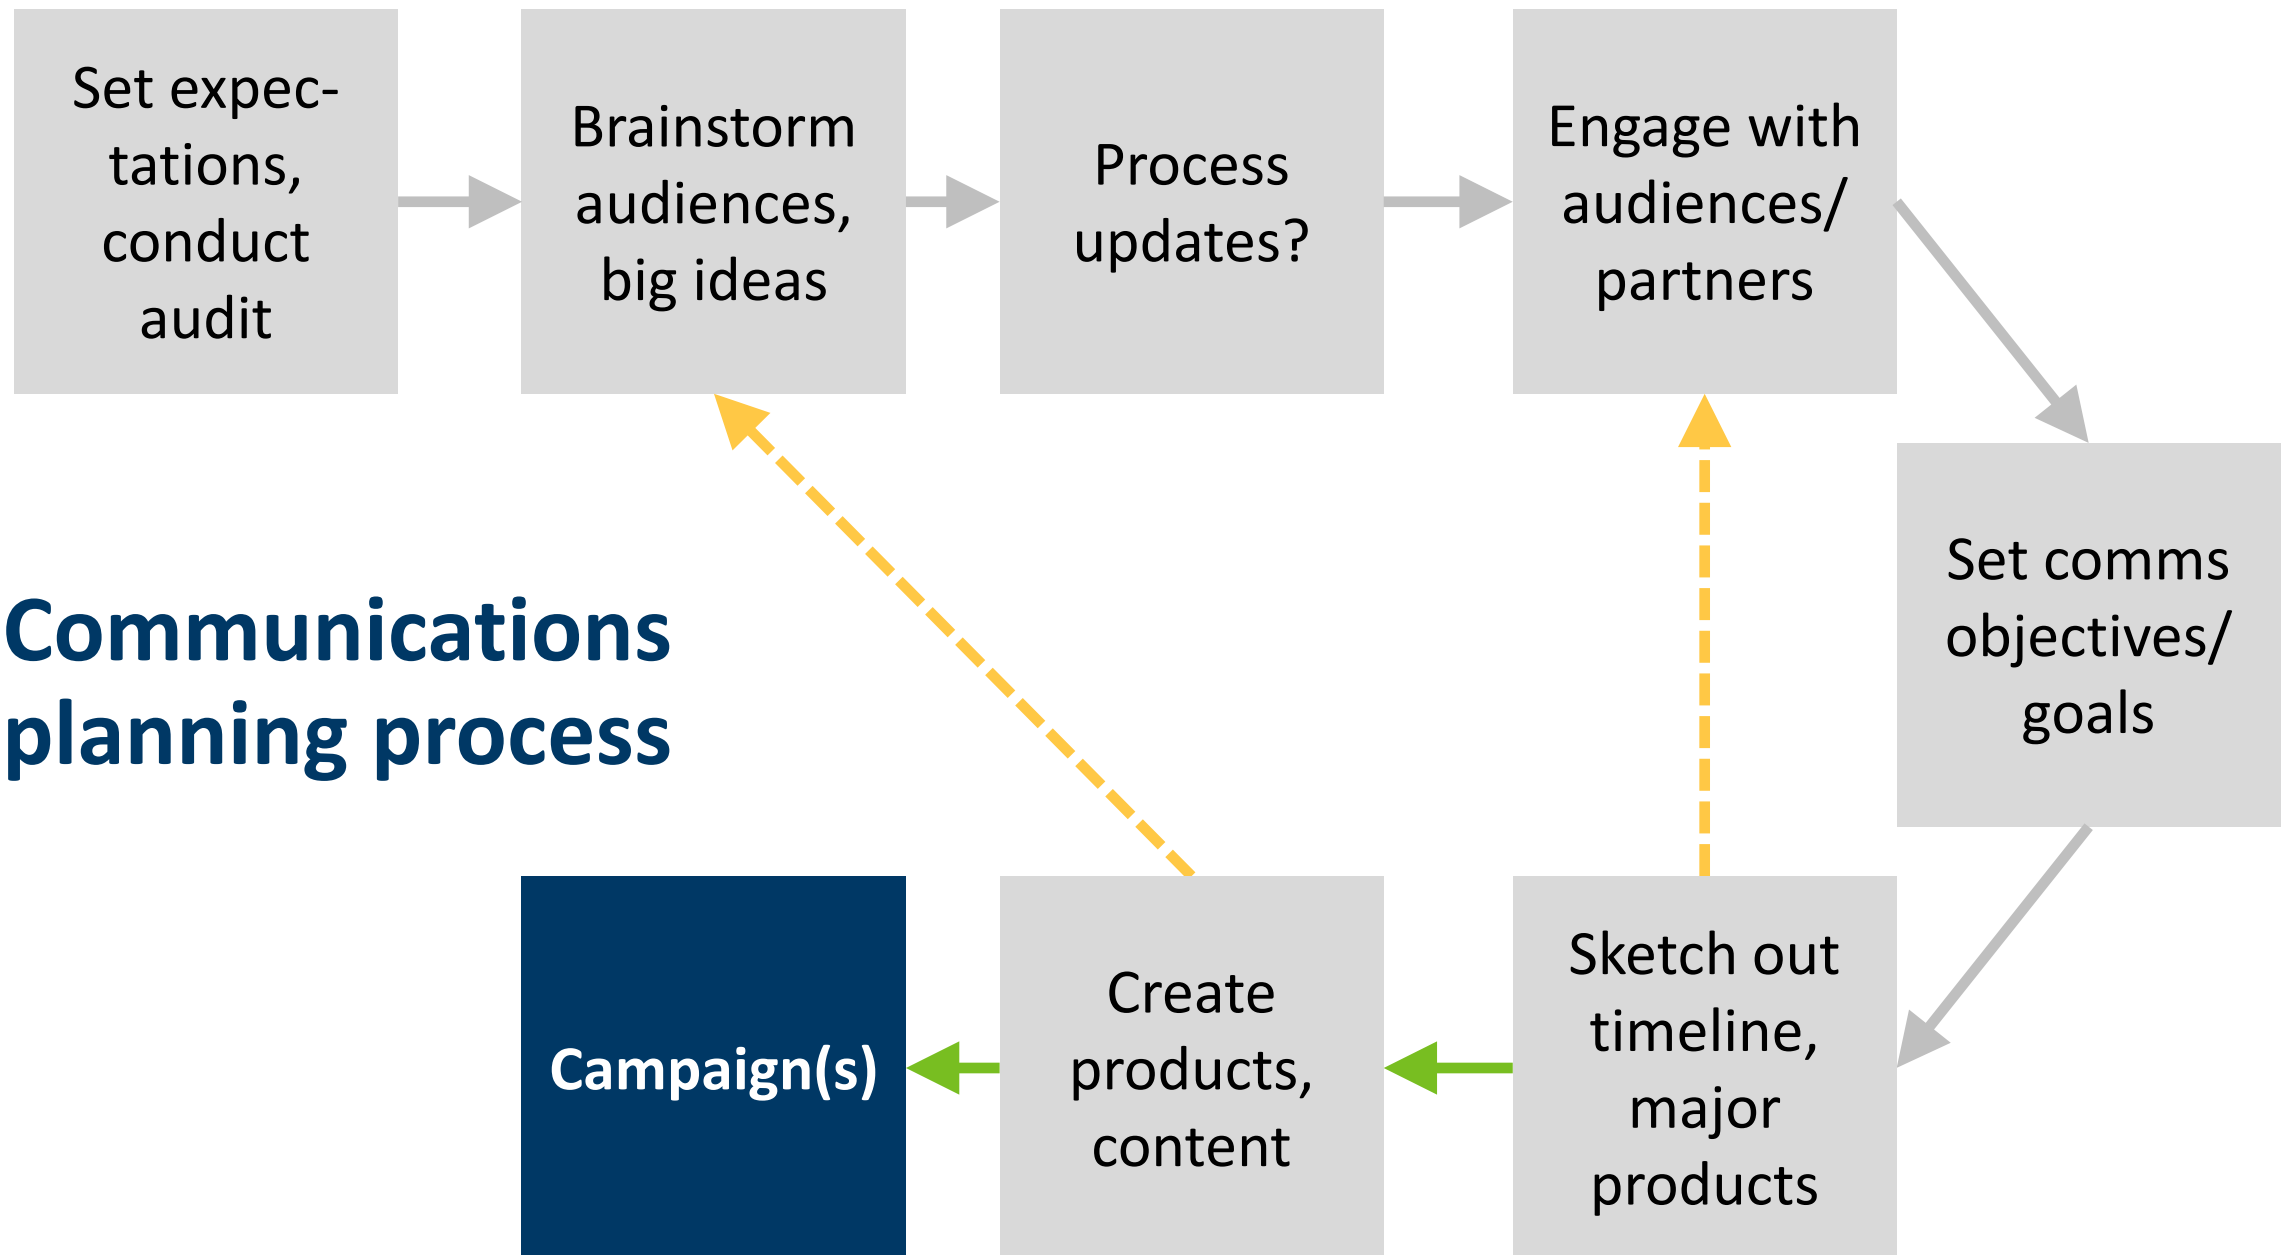 Set expec-
tations,
conduct
audit
Brainstorm
audiences,
big ideas
Process
updates?
Engage with
audiences/
partners
Set comms
objectives/
goals
Communications
planning process
Campaign(s)
Create
products,
content
Sketch out
timeline,
major
products